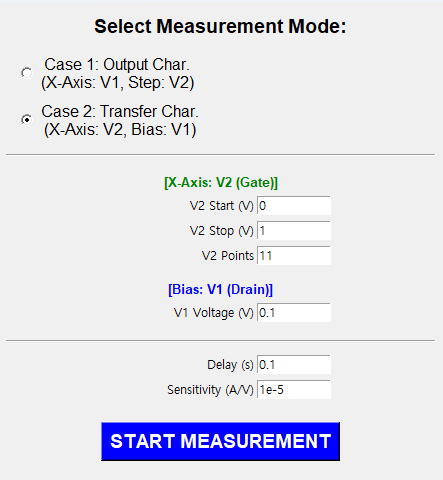 Select Measurement Mode:
Case 1: Output Char.
(X-Axis: V1, Step: V2)
Case 2: Transfer Char.
(X-Axis: V2, Bias: V1)
[X-Axis: V2 (Gate)]
V2 Start (V) 0
V2 Stop (V) 1
V2 Points 11
[Bias: V1 (Drain)]
V1 Voltage (V) 0.1
Delay (s) 0.1
Sensitivity (A/V) 1e-5
START MEASUREMENT